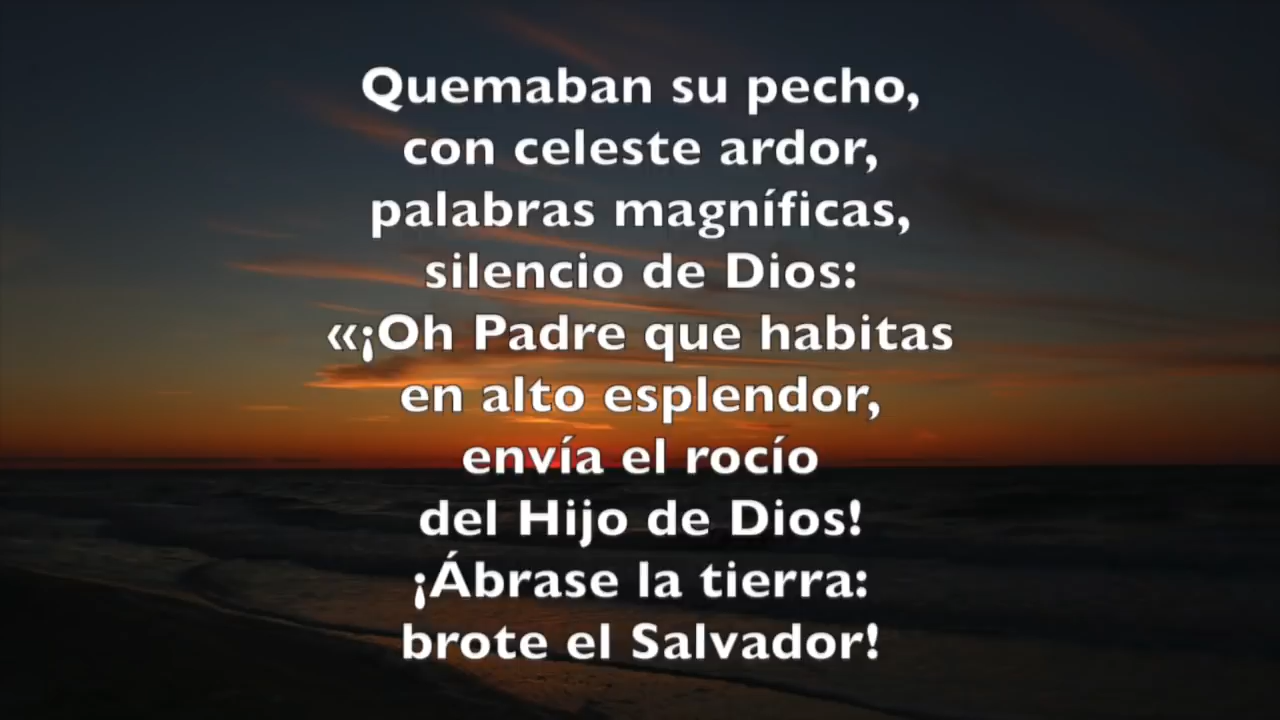 Quemaban su pecho,
con celeste ardor,
palabras magníficas,
silencio de Dios:
«¡Oh Padre que habitas
en alto esplendor,
envía el rocío
del Hijo de Dios!
¡Ábrase la tierra:
brote el Salvador!